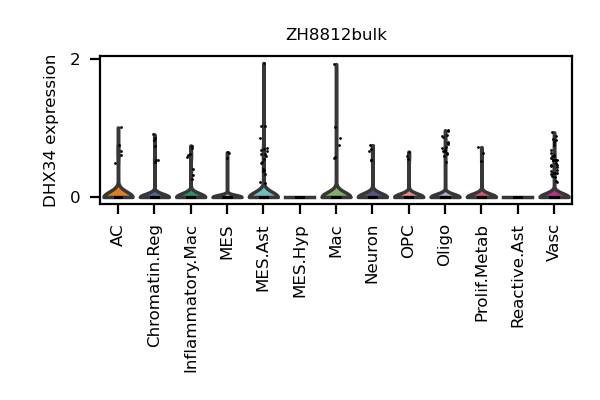 ZH8812bulk
DHX34 expression
2
0
AC
Chromatin.Reg
Inflammatory.Mac
MES
MES.Ast
MES.Hyp
Mac
Neuron
OPC
Oligo
Prolif.Metab
Reactive.Ast
Vasc